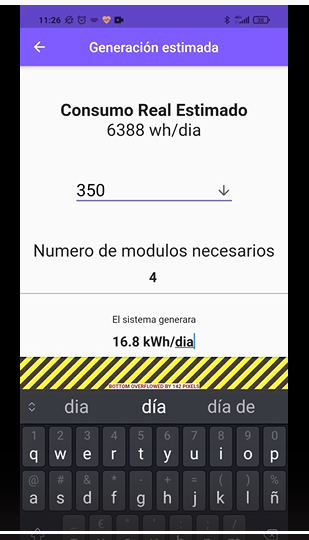 11:26
Generación estimada
Consumo Real Estimado
6388 wh/dia
350
Numero de modulos necesarios
4
El sistema generara
16.8 kWh/dia
BOTTOM OVERFLOWED BY 142 PIXELS
dia día día de
1 2 3 4 5 6 7 8 9 0
q w e r t y u i o p
@ # & * - + = ( ) %
a s d f g h j k l ñ